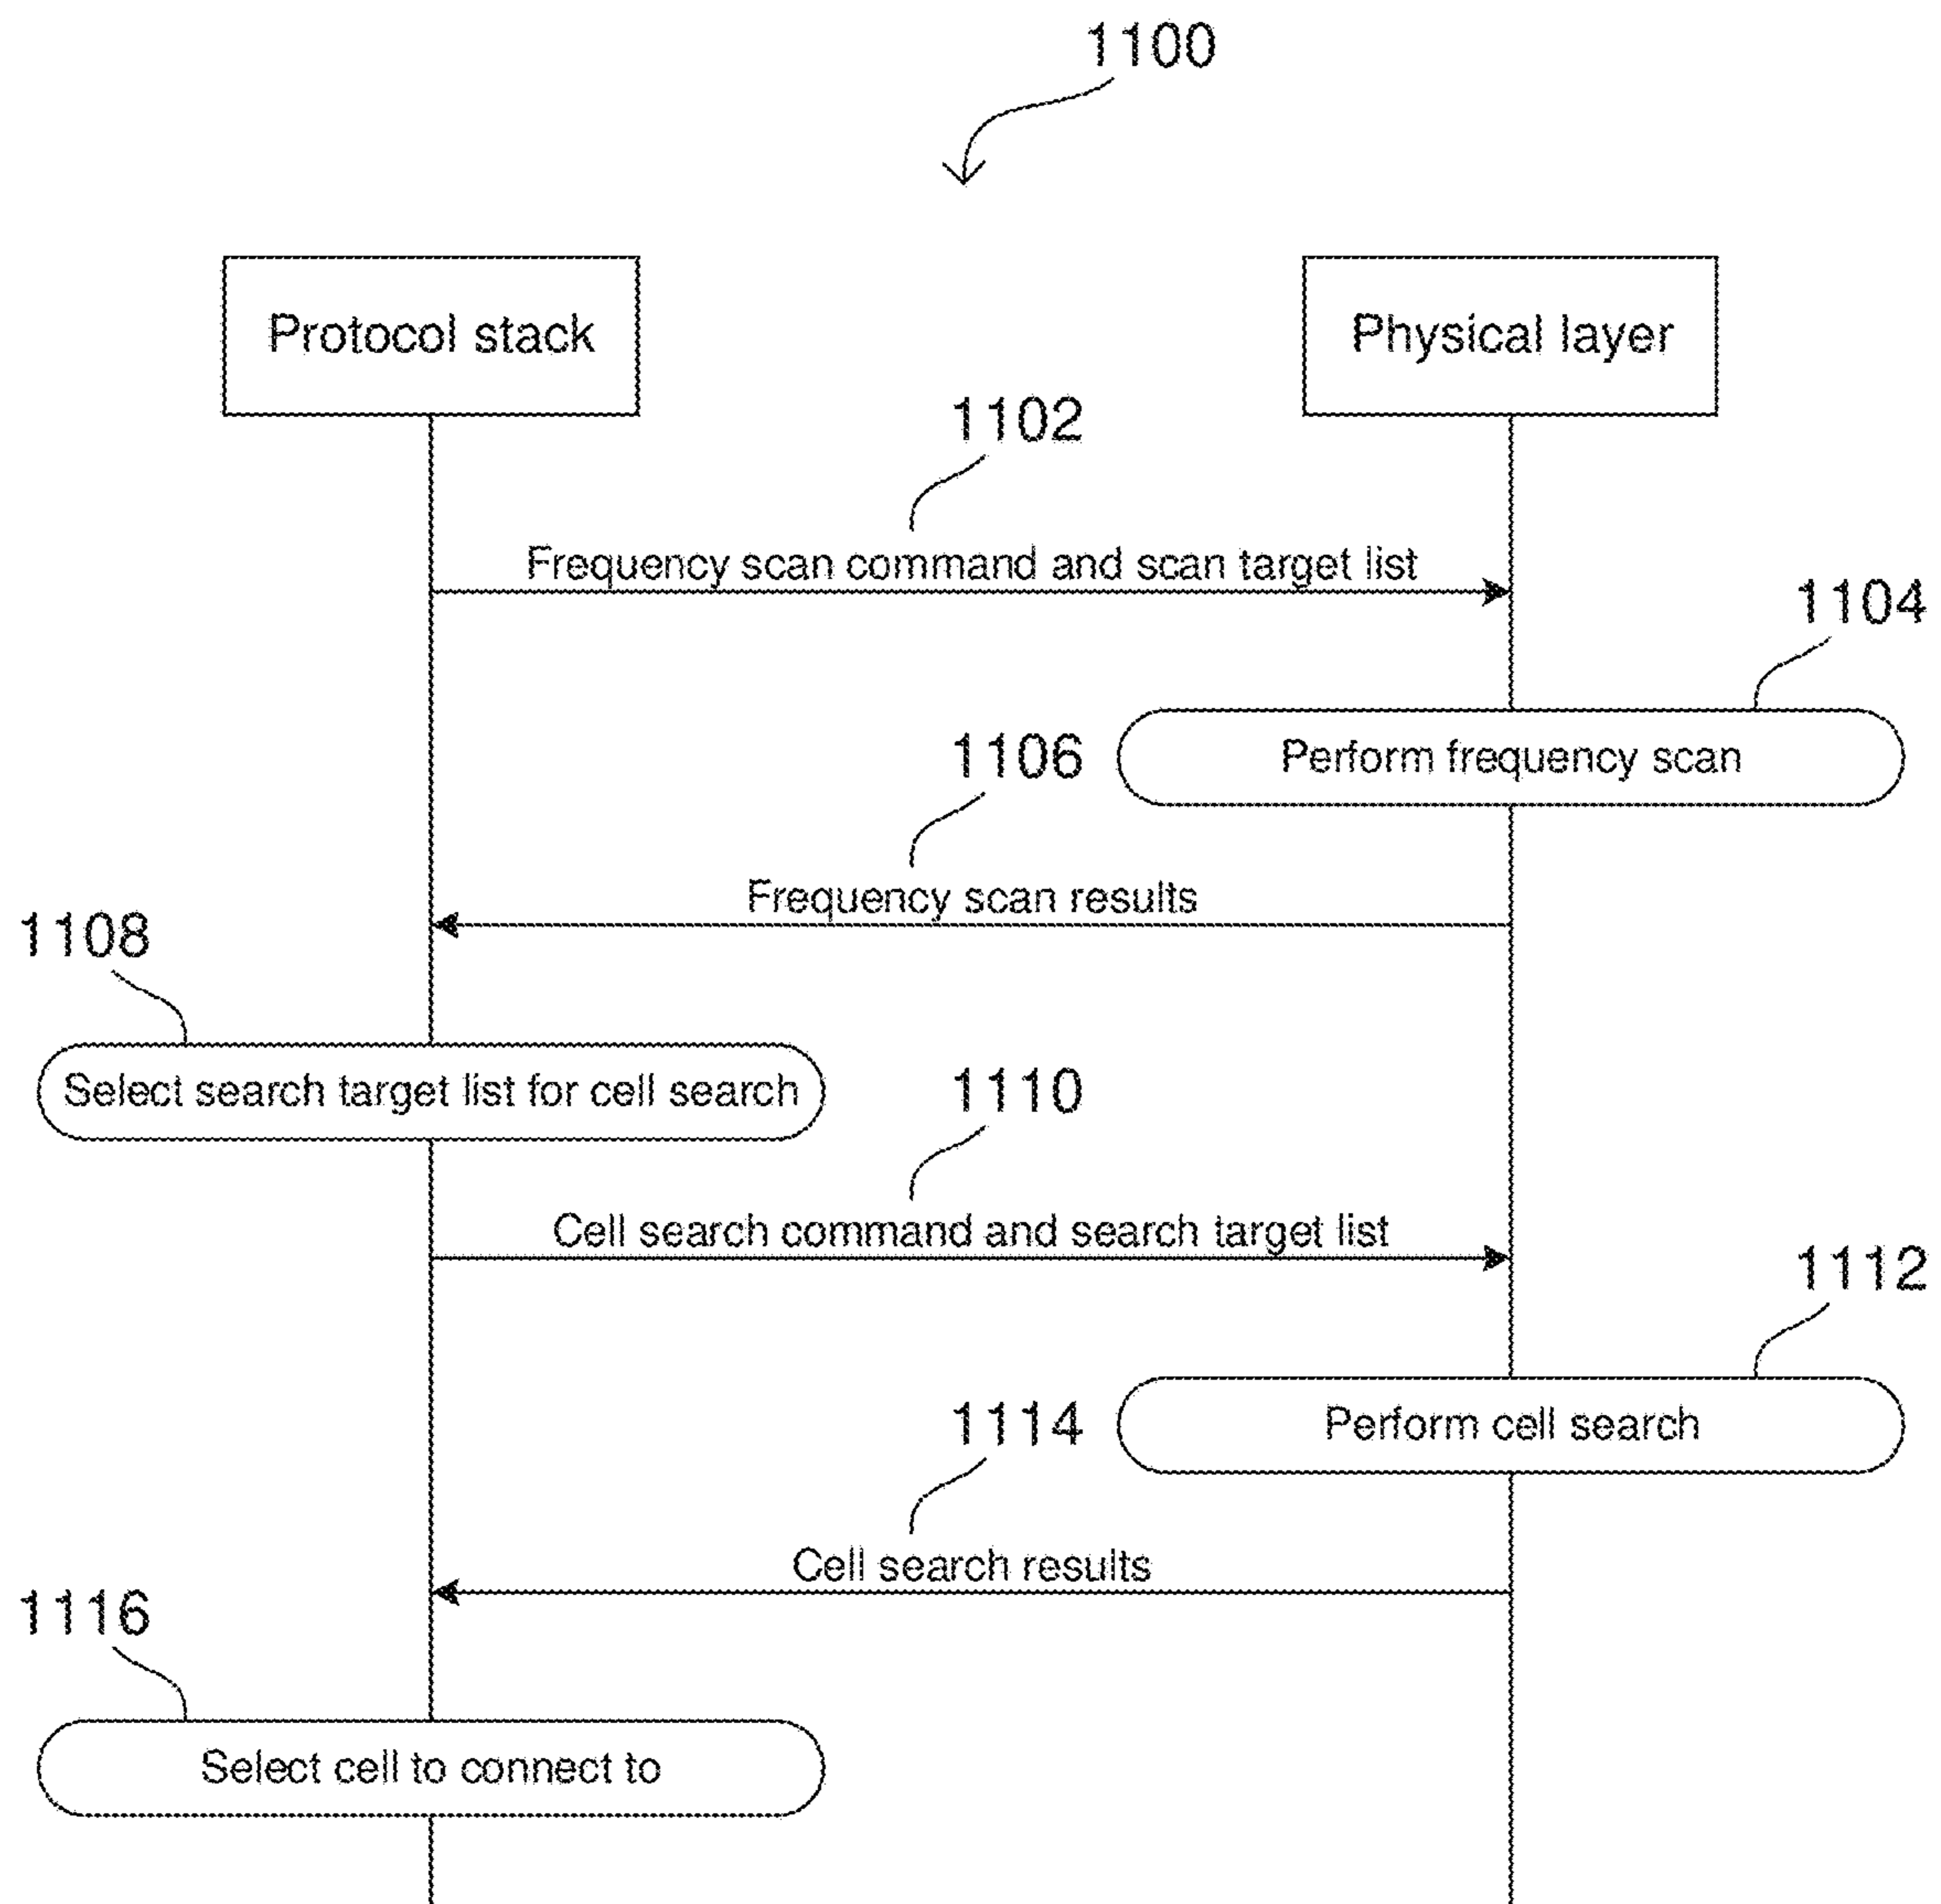 1100
Protocol stack
Physical layer
1102
Frequency scan command and scan target list
1104
Perform frequency scan
1106
Frequency scan results
1108
Select search target list for cell search
1110
Cell search command and search target list
1112
Perform cell search
1114
Cell search results
1116
Select cell to connect to